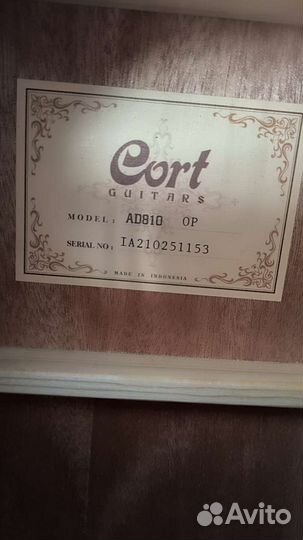 Cort
GUITARS
MODEL: AD810 OP
SERIAL NO: IA210251153
MADE IN INDONESIA
Avito